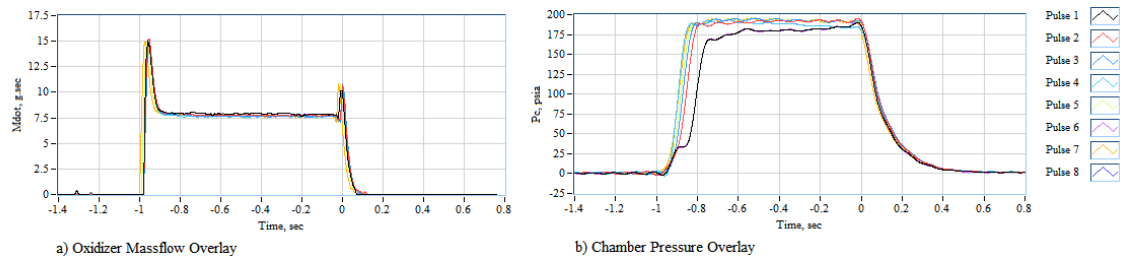 17.5
15
12.5
10
7.5
5
2.5
0
Mdot, g.sec
-1.4 -1.2 -1 -0.8 -0.6 -0.4 -0.2 0 0.2 0.4 0.6 0.8
Time, sec
a) Oxidizer Massflow Overlay
200
175
150
125
100
75
50
25
0
-25
Pc, psia
-1.4 -1.2 -1 -0.8 -0.6 -0.4 -0.2 0 0.2 0.4 0.6 0.8
Time, sec
b) Chamber Pressure Overlay
Pulse 1
Pulse 2
Pulse 3
Pulse 4
Pulse 5
Pulse 6
Pulse 7
Pulse 8